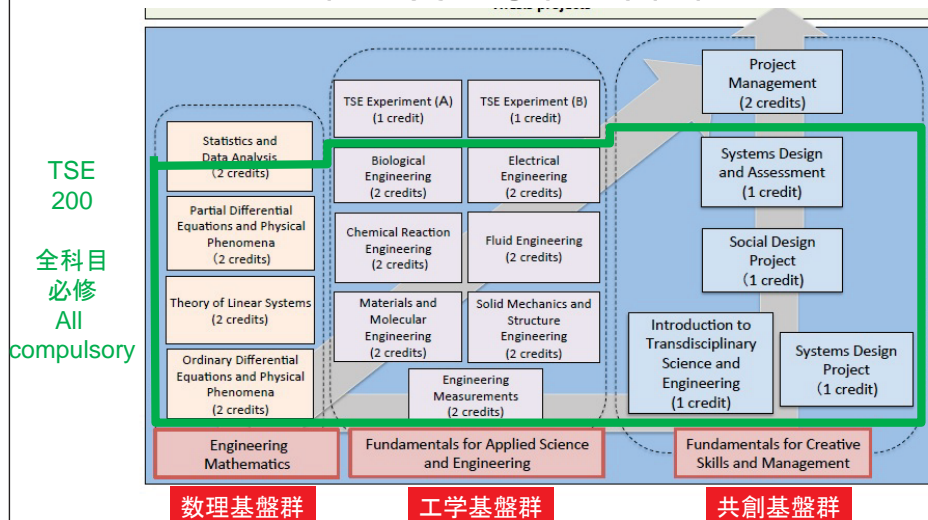 Thesis projects
TSE
200
全科目
必修
All
compulsory
Statistics and
Data Analysis
(2 credits)
Partial Differential
Equations and Physical
Phenomena
(2 credits)
Theory of Linear Systems
(2 credits)
Ordinary Differential
Equations and Physical
Phenomena
(2 credits)
Engineering
Mathematics
数理基盤群
TSE Experiment (A)
(1 credit)
TSE Experiment (B)
(1 credit)
Biological
Engineering
(2 credits)
Electrical
Engineering
(2 credits)
Chemical Reaction
Engineering
(2 credits)
Fluid Engineering
(2 credits)
Materials and
Molecular
Engineering
(2 credits)
Solid Mechanics and
Structure
Engineering
(2 credits)
Engineering
Measurements
(2 credits)
Fundamentals for Applied Science
and Engineering
工学基盤群
Project
Management
(2 credits)
Systems Design
and Assessment
(1 credit)
Social Design
Project
(1 credit)
Introduction to
Transdisciplinary
Science and
Engineering
(1 credit)
Systems Design
Project
(1 credit)
Fundamentals for Creative
Skills and Management
共創基盤群